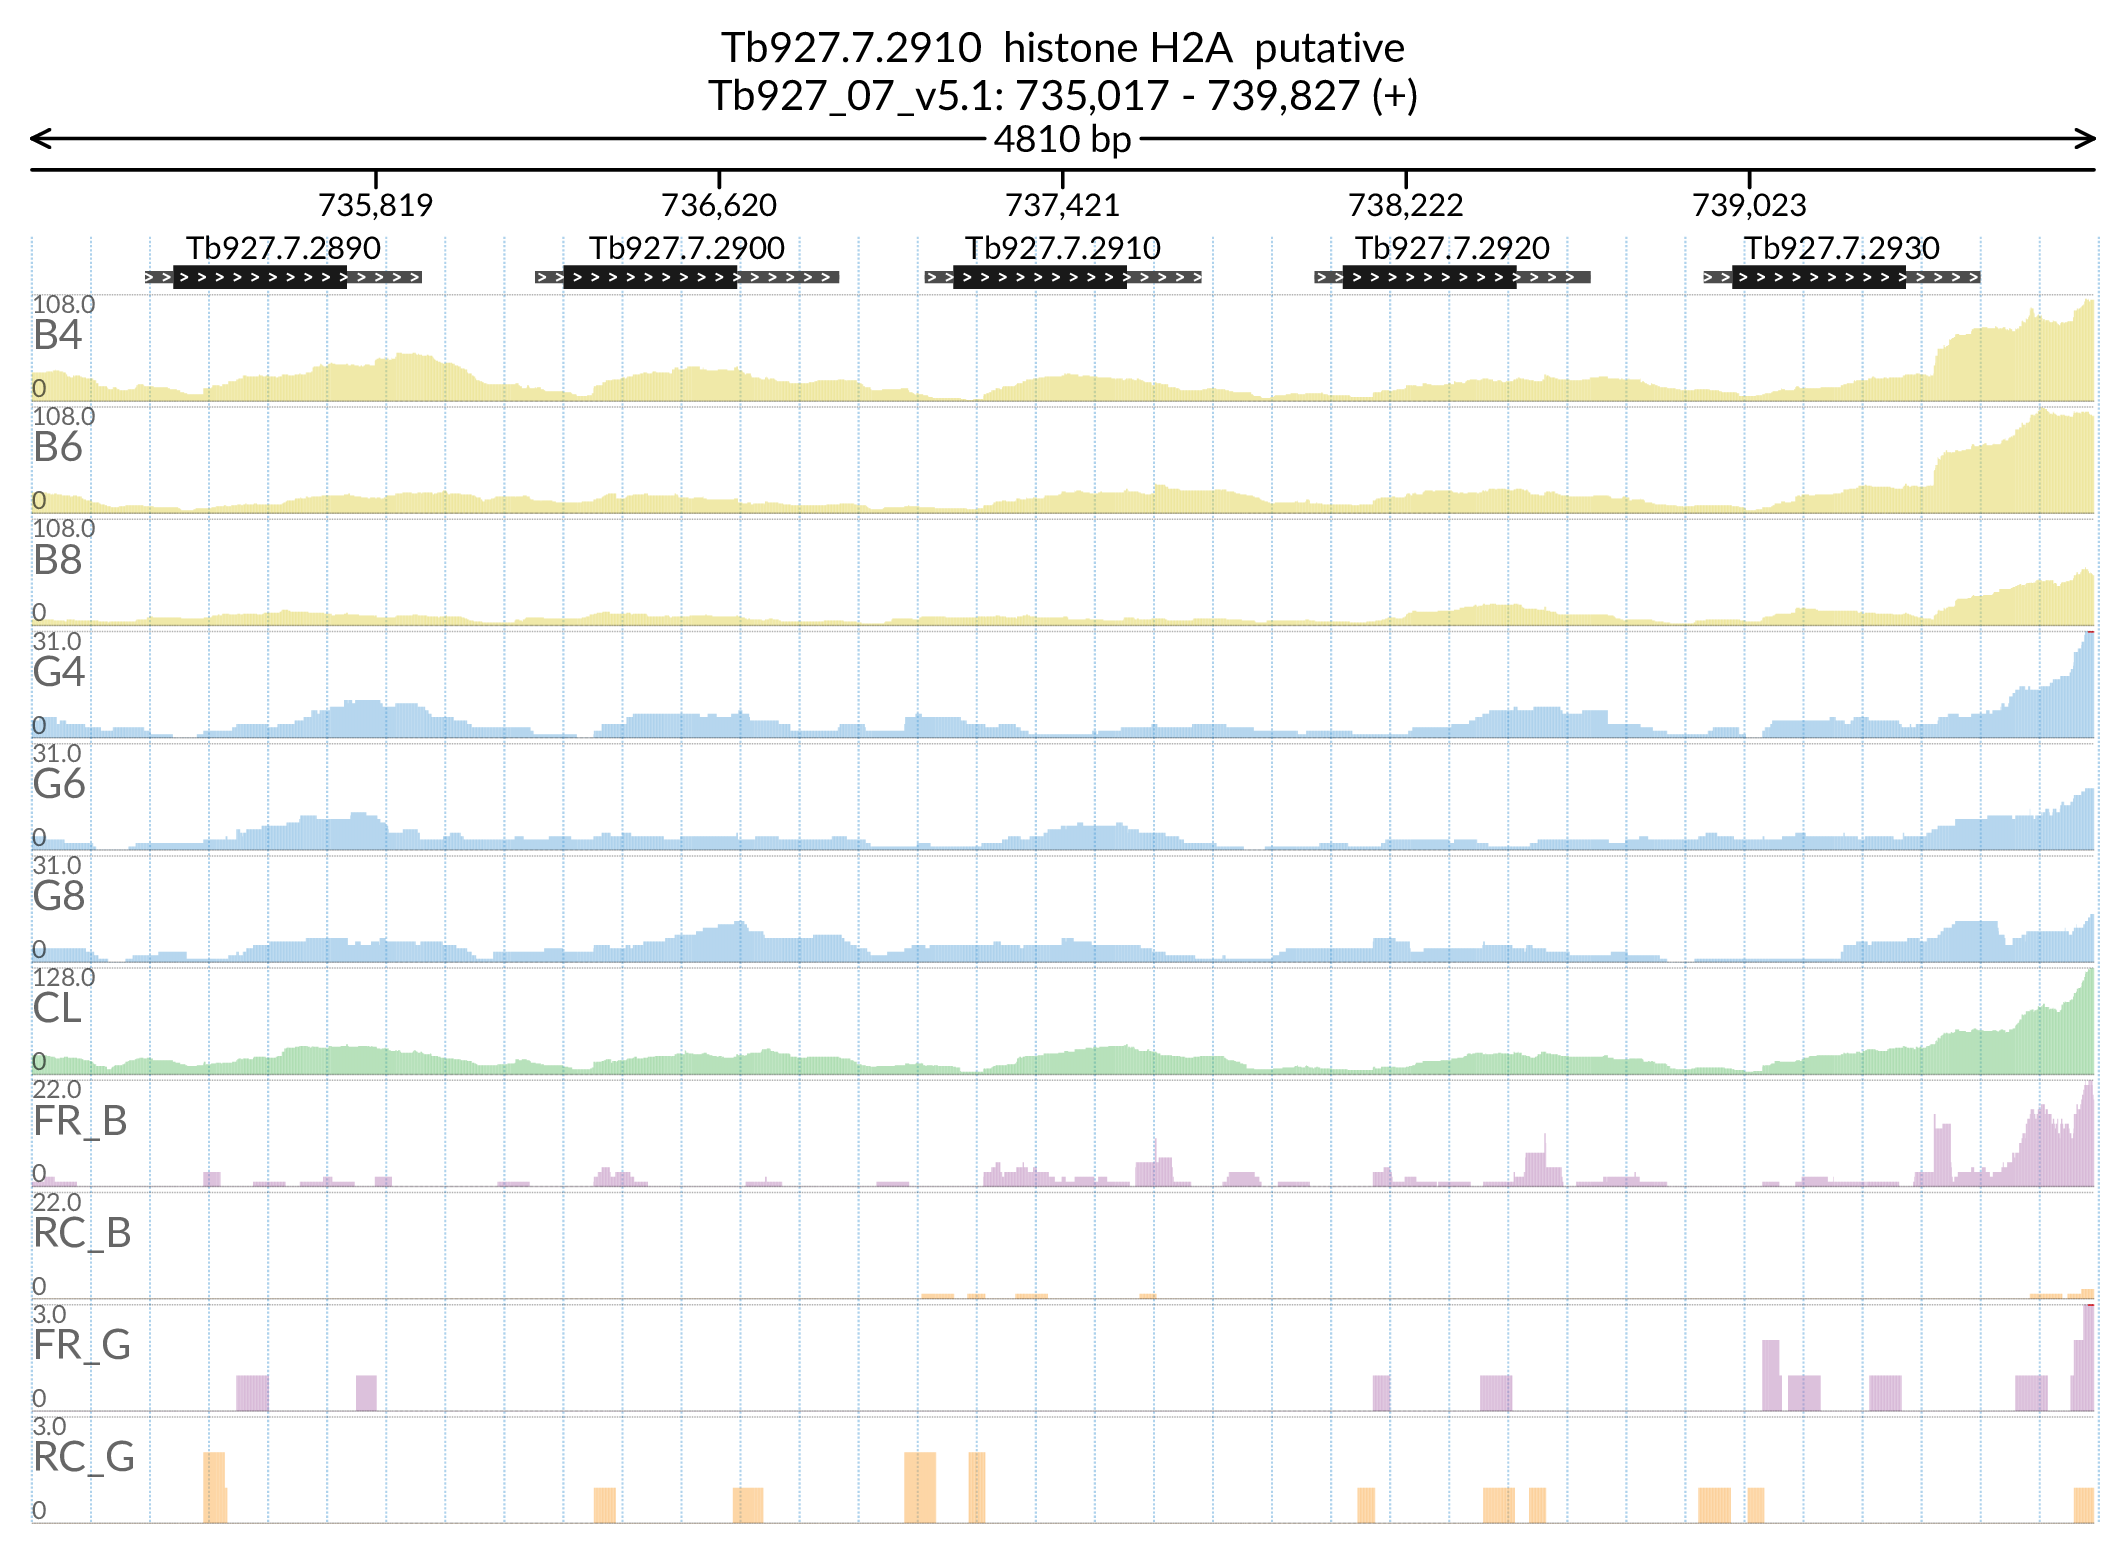 Tb927.7.2910 histone H2A putative
Tb927_07_v5.1: 735,017 - 739,827 (+)
4810 bp
735,819 736,620 737,421 738,222 739,023
Tb927.7.2890 Tb927.7.2900 Tb927.7.2910 Tb927.7.2920 Tb927.7.2930
108.0
B4
0
108.0
B6
0
108.0
B8
0
31.0
G4
0
31.0
G6
0
31.0
G8
0
128.0
CL
0
22.0
FR_B
0
22.0
RC_B
0
3.0
FR_G
0
3.0
RC_G
0